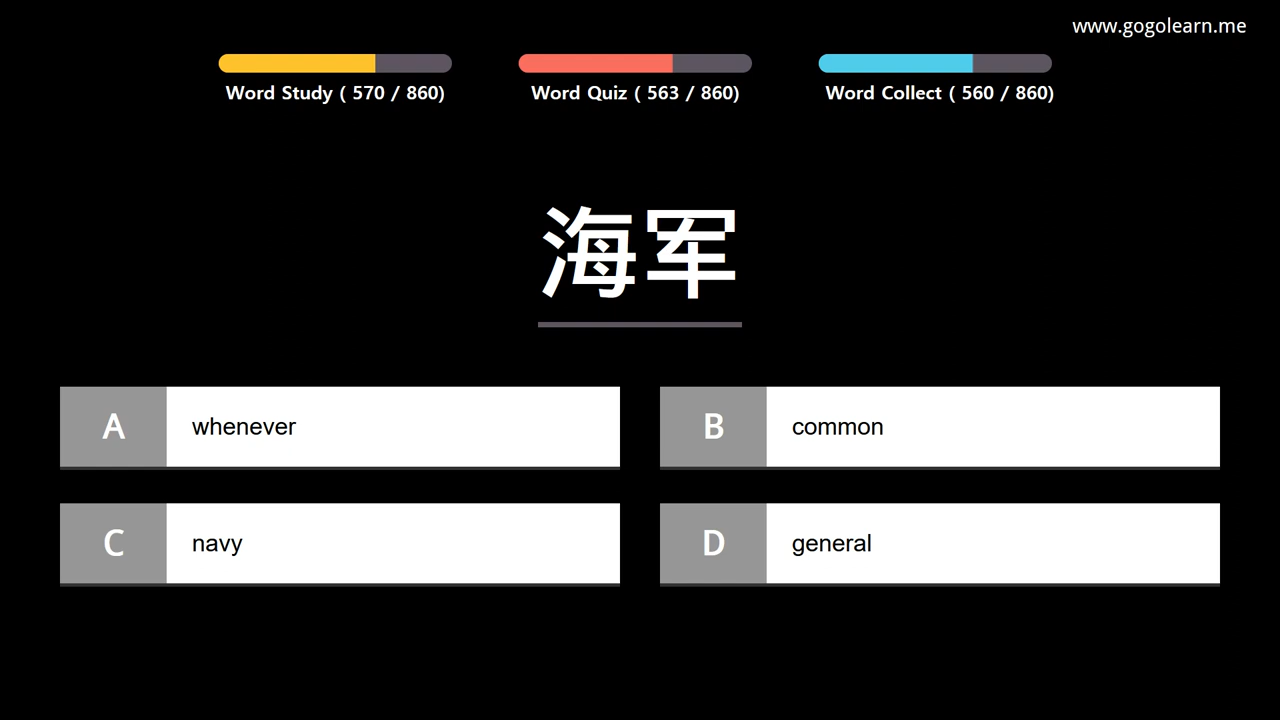 www.gogolearn.me
Word Study ( 570 / 860)
Word Quiz ( 563 / 860)
Word Collect ( 560 / 860)
海军
A whenever
B common
C navy
D general